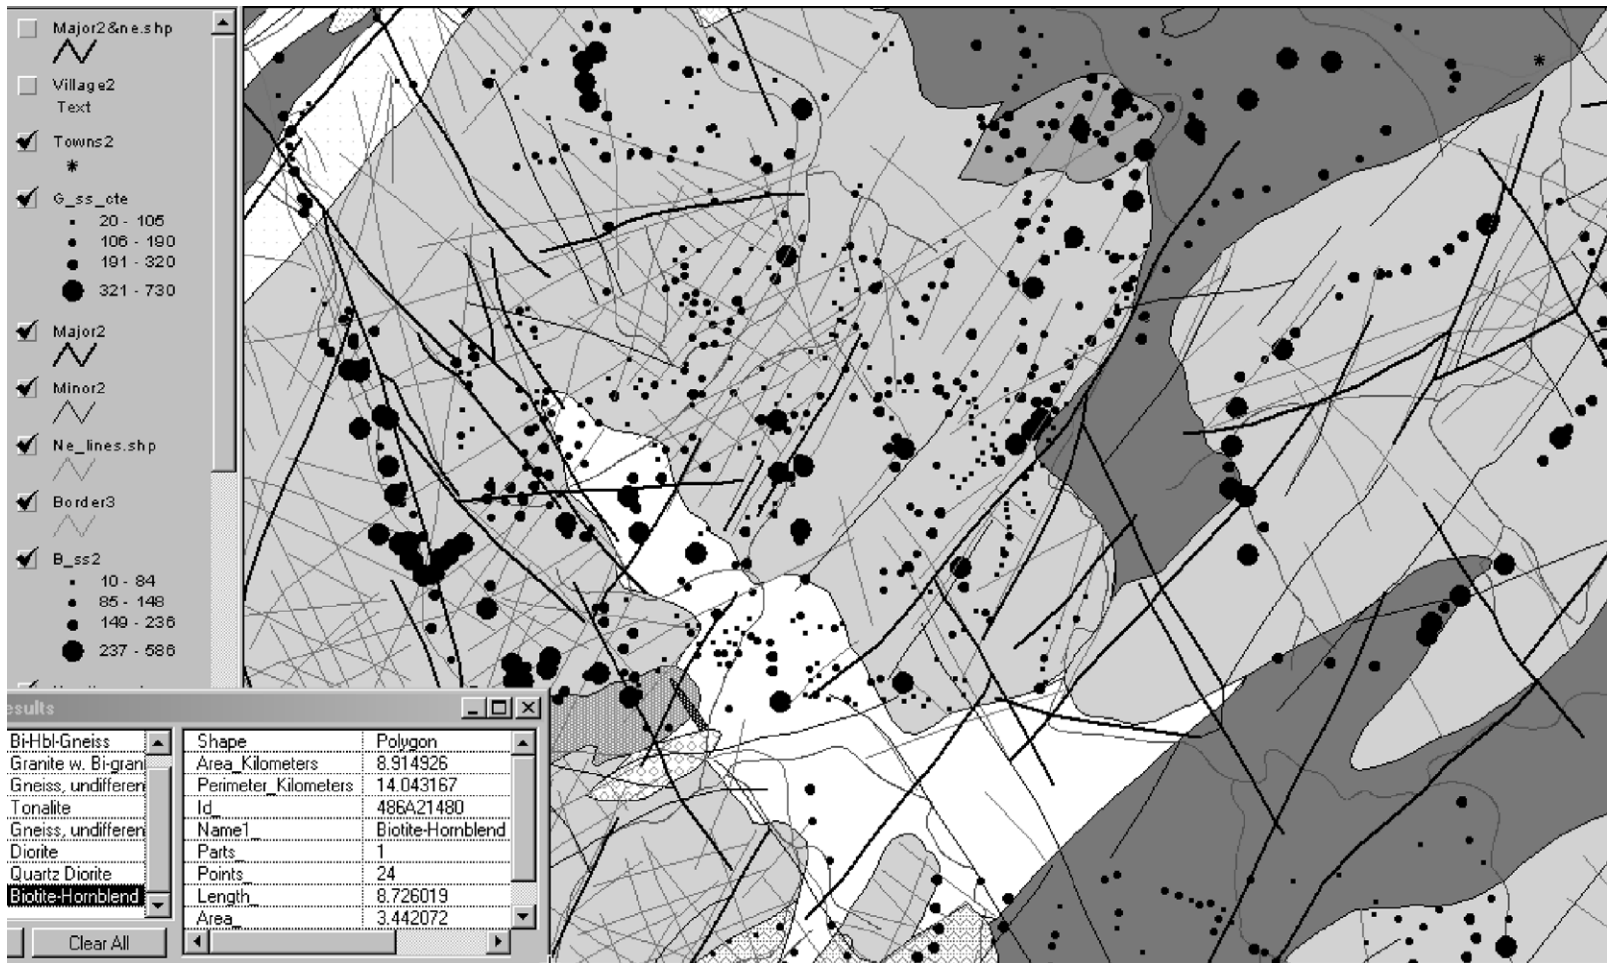 Major2&ne.shp
Village2
Text
Towns2
G_ss_cte
20 - 105
106 - 190
191 - 320
321 - 730
Major2
Minor2
Ne_lines.shp
Border3
B_ss2
10 - 84
85 - 148
149 - 236
237 - 586
esults
Bi-Hbl-Gneiss
Granite w. Bi-grani
Gneiss, undifferen
Tonalite
Gneiss, undifferen
Diorite
Quartz Diorite
Biotite-Hornblend
Clear All
Shape Polygon
Area_Kilometers 8.914926
Perimeter_Kilometers 14.043167
Id_ 486A21480
Name1_ Biotite-Hornblend
Parts_ 1
Points_ 24
Length_ 8.726019
Area_ 3.442072